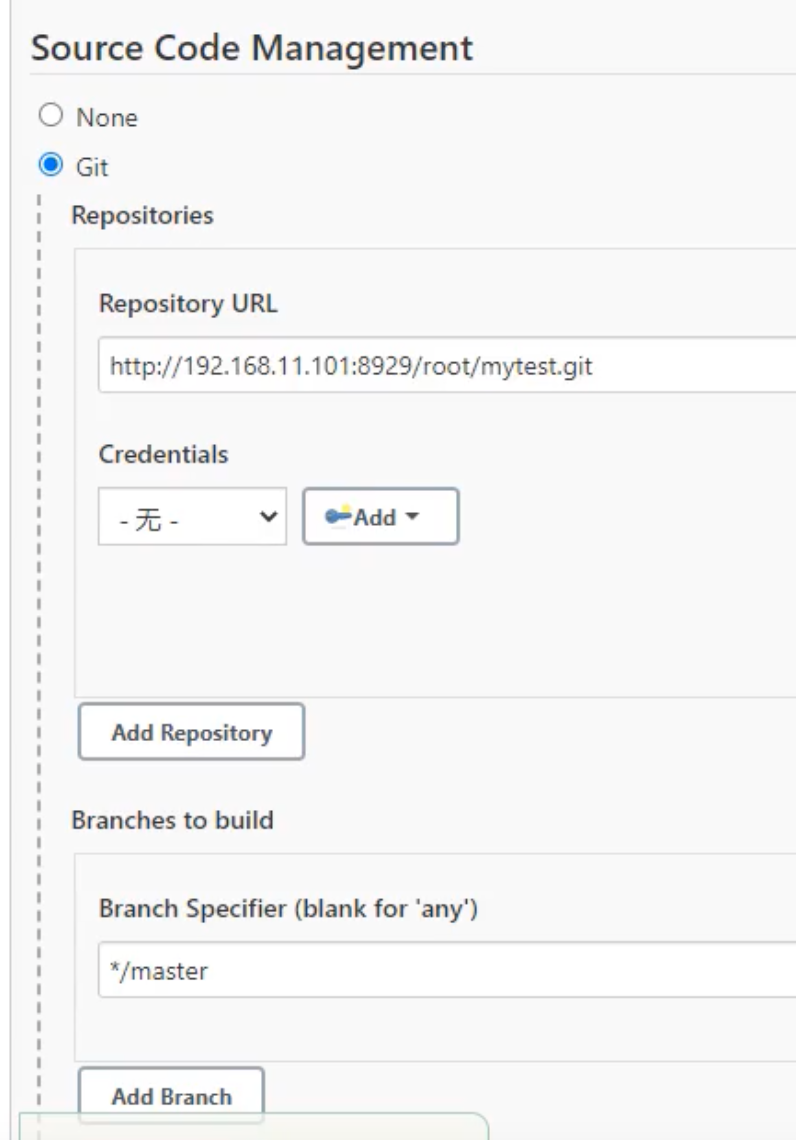 Source Code Management
None
Git
Repositories
Repository URL
http://192.168.11.101:8929/root/mytest.git
Credentials
- 无 -
Add
Add Repository
Branches to build
Branch Specifier (blank for 'any')
*/master
Add Branch